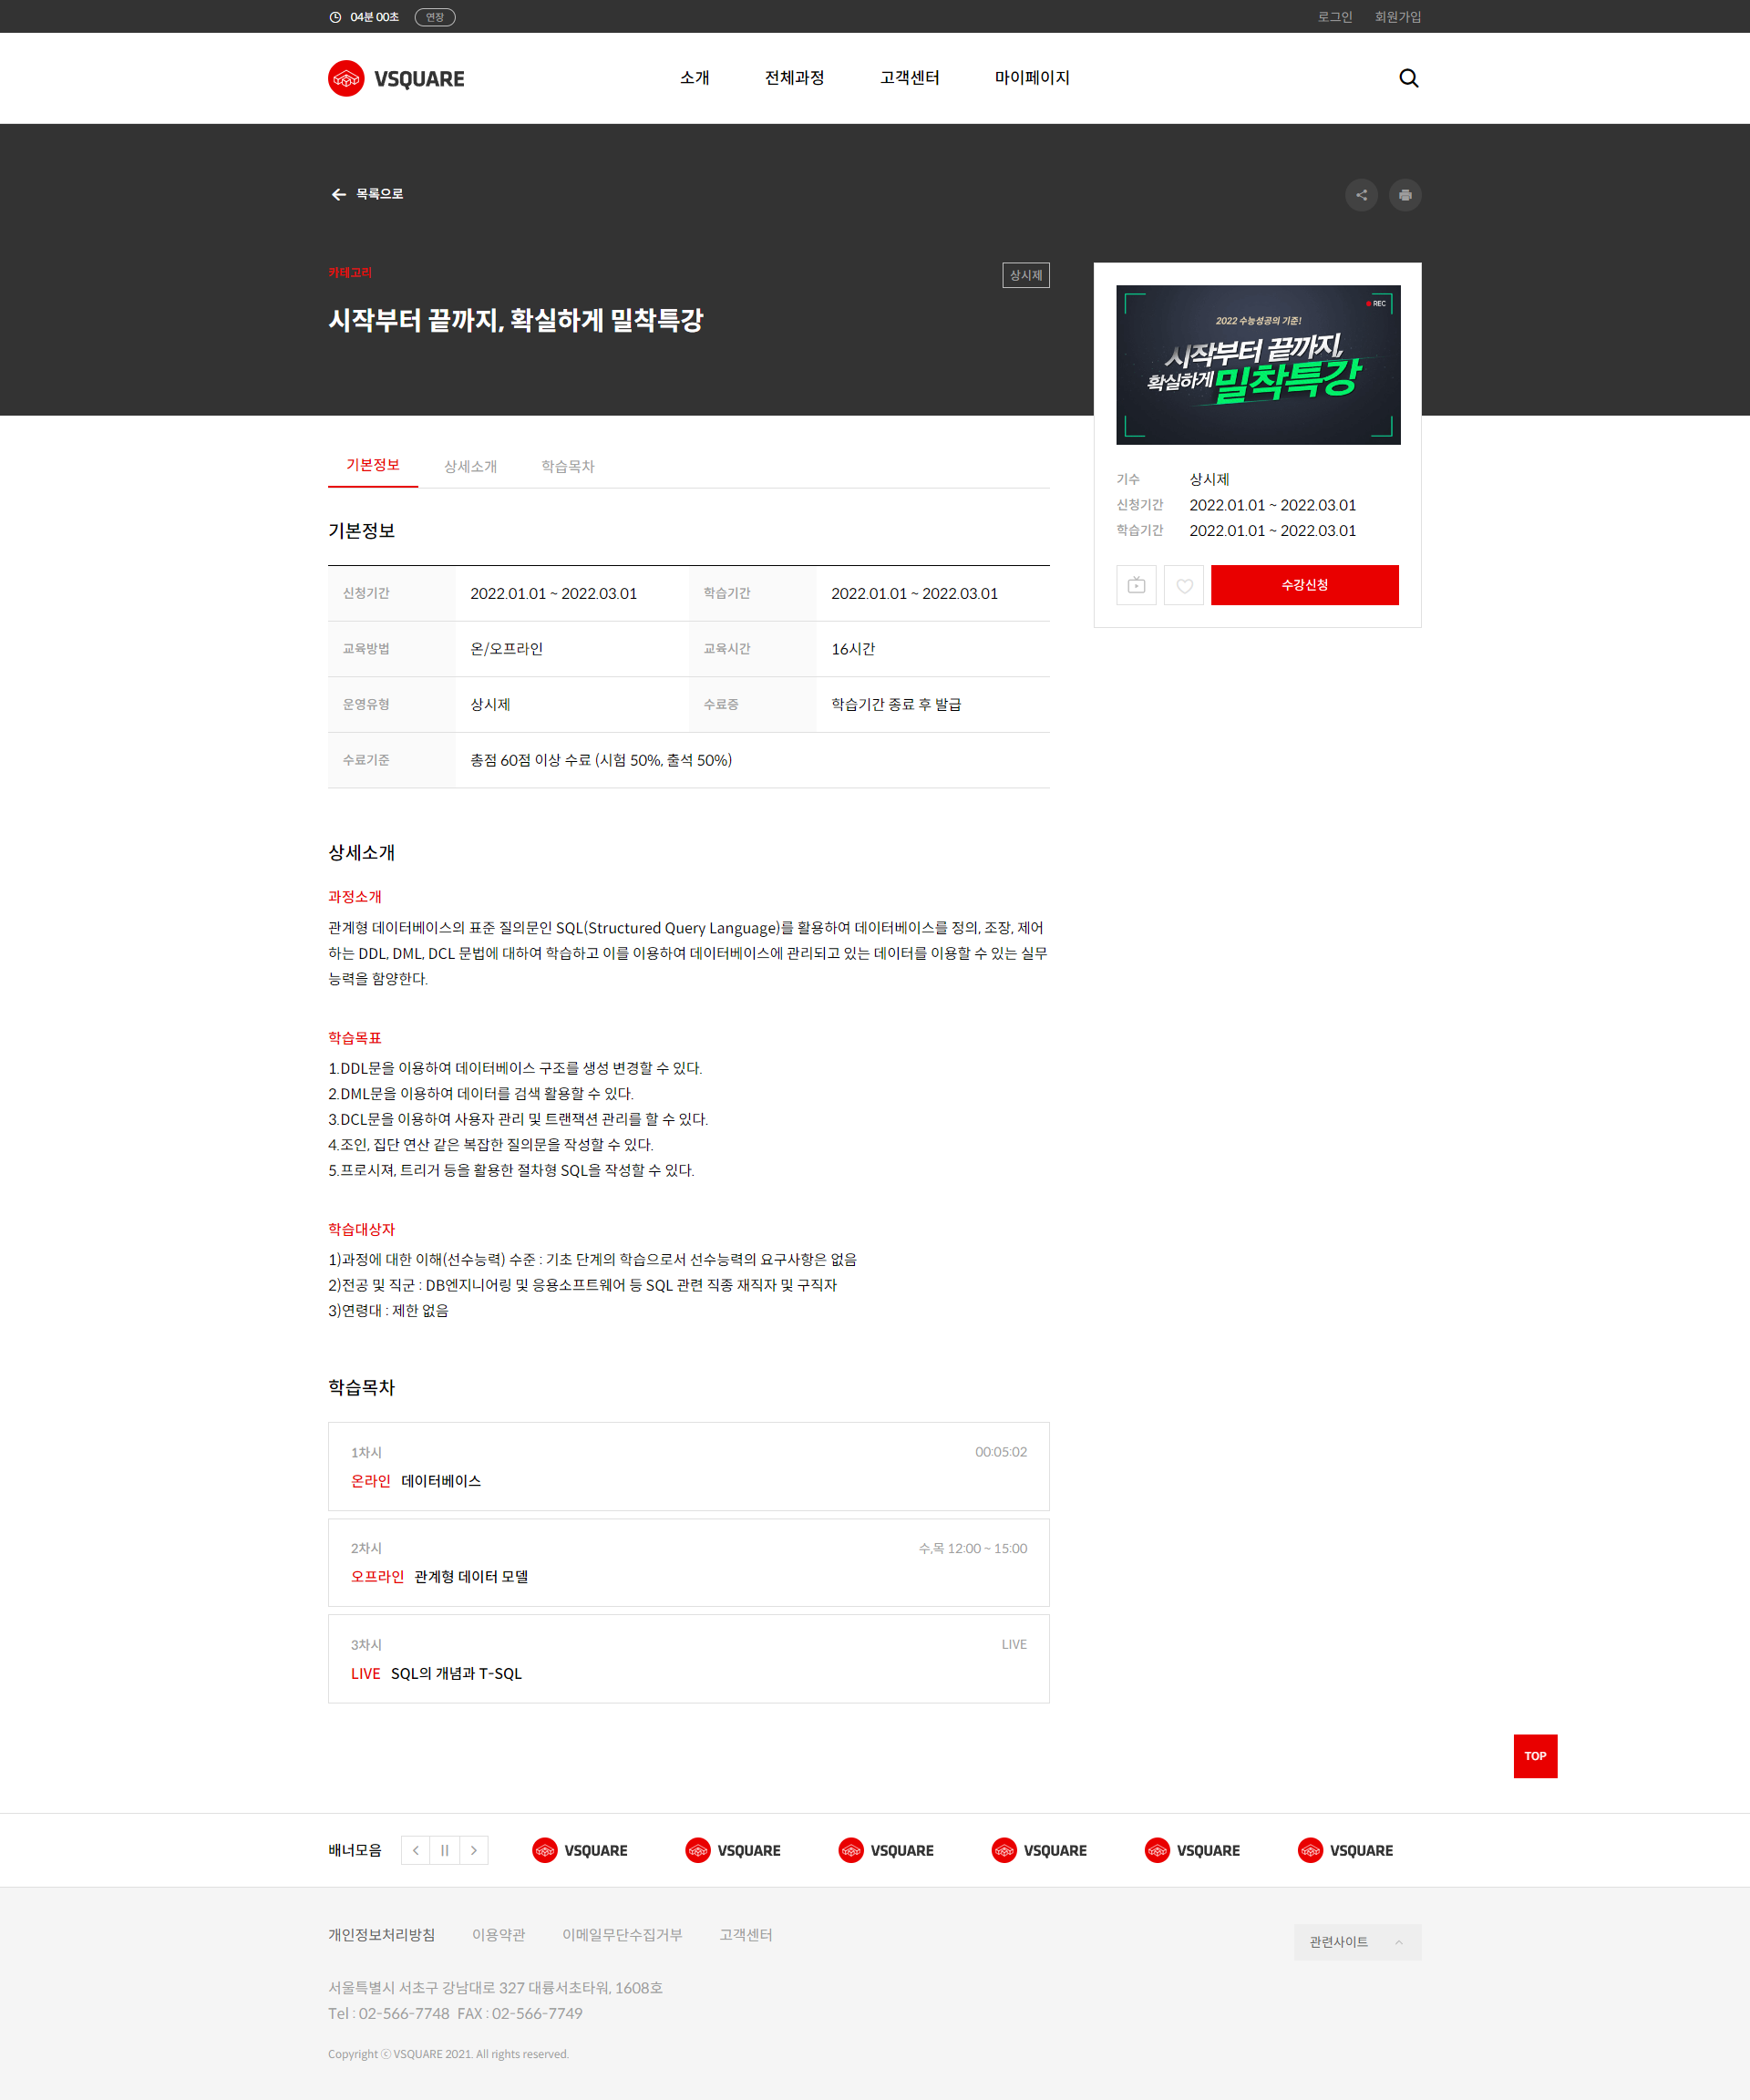 04분 00초 연장 로그인 회원가입
VSQUARE 소개 전체과정 고객센터 마이페이지
목록으로
카테고리 상시제
시작부터 끝까지, 확실하게 밀착특강
REC
2022 수능성공의 기준!
시작부터 끝까지,
확실하게 밀착특강
기수 상시제
신청기간 2022.01.01 ~ 2022.03.01
학습기간 2022.01.01 ~ 2022.03.01
수강신청
기본정보 상세소개 학습목차
기본정보
신청기간 2022.01.01 ~ 2022.03.01 학습기간 2022.01.01 ~ 2022.03.01
교육방법 온/오프라인 교육시간 16시간
운영유형 상시제 수료증 학습기간 종료 후 발급
수료기준 총점 60점 이상 수료 (시험 50%, 출석 50%)
상세소개
과정소개
관계형 데이터베이스의 표준 질의문인 SQL(Structured Query Language)를 활용하여 데이터베이스를 정의, 조장, 제어
하는 DDL, DML, DCL 문법에 대하여 학습하고 이를 이용하여 데이터베이스에 관리되고 있는 데이터를 이용할 수 있는 실무
능력을 함양한다.
학습목표
1.DDL문을 이용하여 데이터베이스 구조를 생성 변경할 수 있다.
2.DML문을 이용하여 데이터를 검색 활용할 수 있다.
3.DCL문을 이용하여 사용자 관리 및 트랜잭션 관리를 할 수 있다.
4.조인, 집단 연산 같은 복잡한 질의문을 작성할 수 있다.
5.프로시져, 트리거 등을 활용한 절차형 SQL을 작성할 수 있다.
학습대상자
1)과정에 대한 이해(선수능력) 수준 : 기초 단계의 학습으로서 선수능력의 요구사항은 없음
2)전공 및 직군 : DB엔지니어링 및 응용소프트웨어 등 SQL 관련 직종 재직자 및 구직자
3)연령대 : 제한 없음
학습목차
1차시 00:05:02
온라인 데이터베이스
2차시 수,목 12:00 ~ 15:00
오프라인 관계형 데이터 모델
3차시 LIVE
LIVE SQL의 개념과 T-SQL
TOP
배너모음 VSQUARE VSQUARE VSQUARE VSQUARE VSQUARE VSQUARE
개인정보처리방침 이용약관 이메일무단수집거부 고객센터 관련사이트
서울특별시 서초구 강남대로 327 대륭서초타워, 1608호
Tel : 02-566-7748 FAX : 02-566-7749
Copyright ⓒ VSQUARE 2021. All rights reserved.